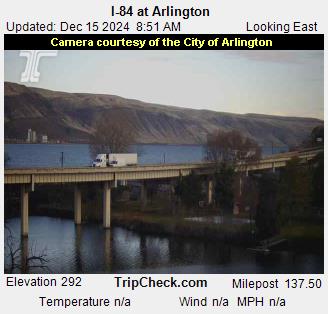 I-84 at Arlington
Updated: Dec 15 2024 8:51 AM Looking East
Camera courtesy of the City of Arlington
Elevation 292 TripCheck.com Milepost 137.50
Temperature n/a Wind n/a MPH n/a